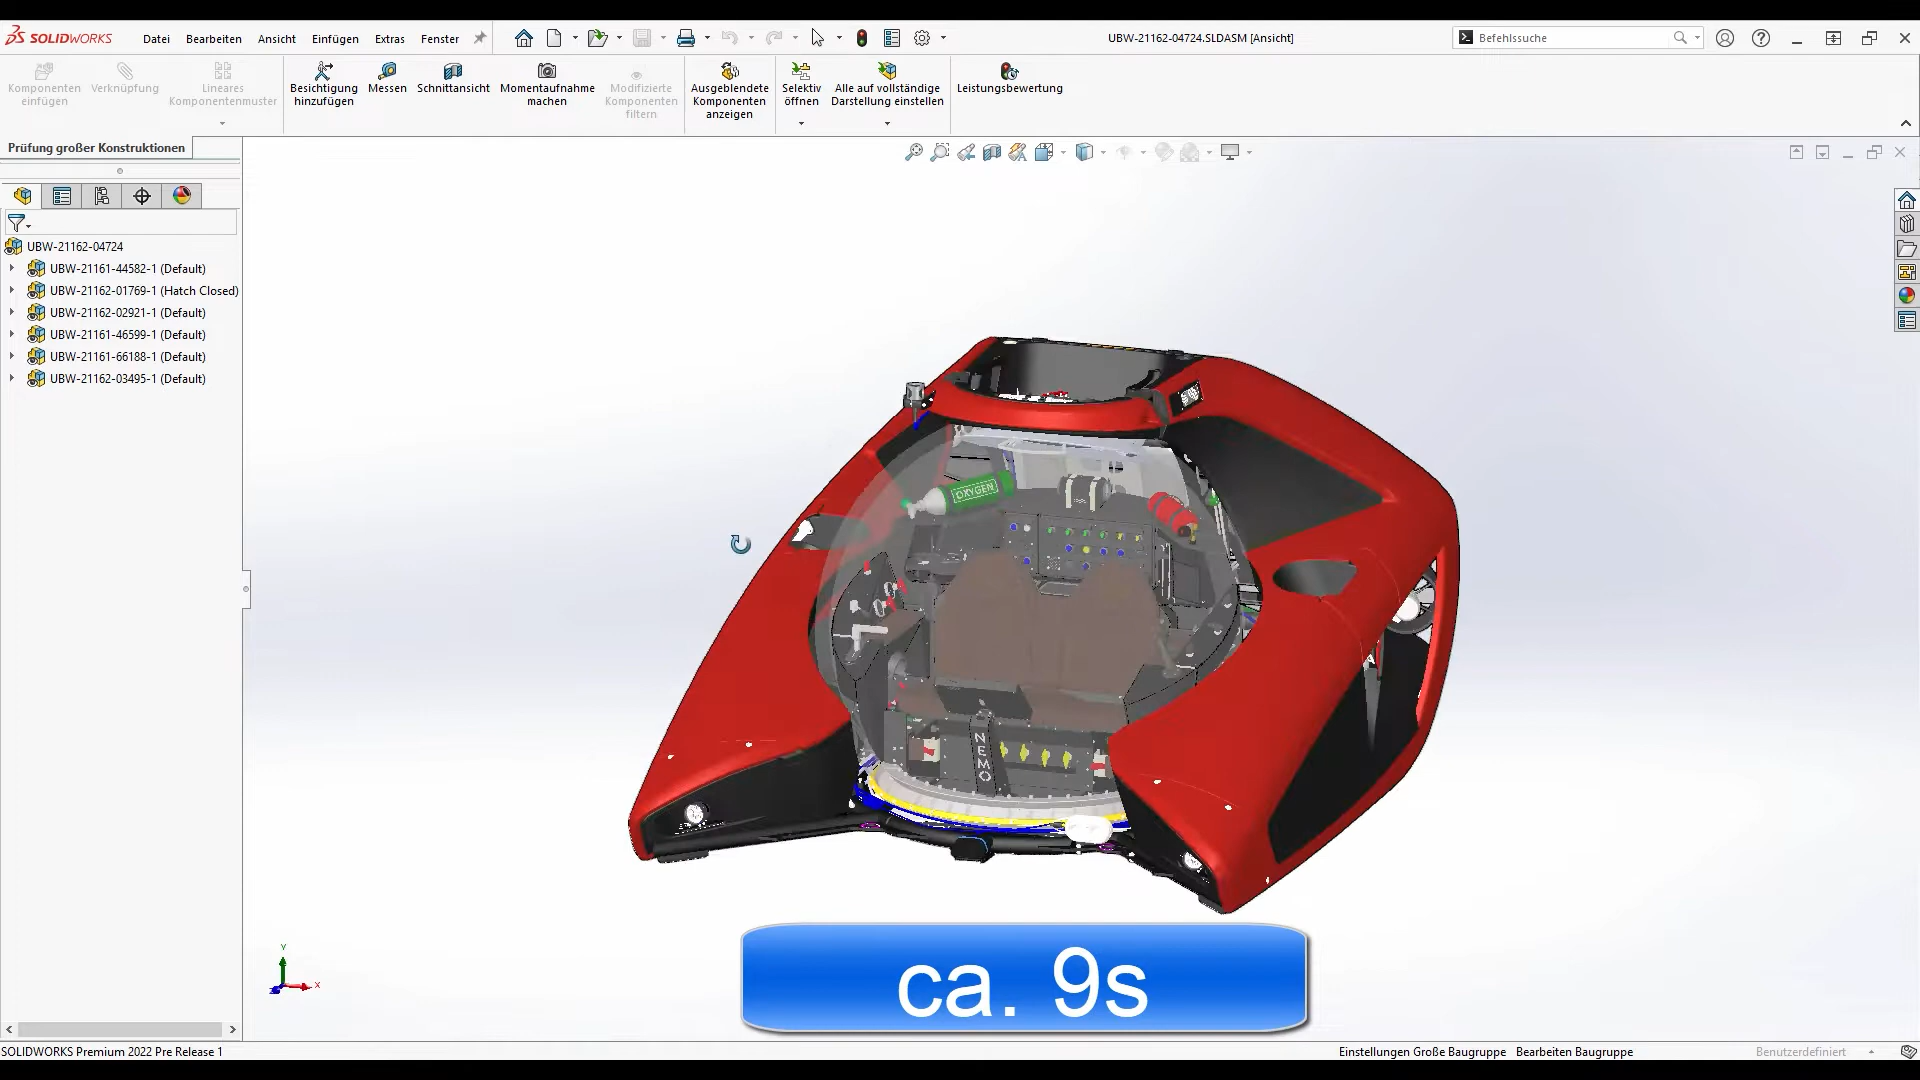 SOLIDWORKS
Datei Bearbeiten Ansicht Einfügen Extras Fenster
UBW-21162-04724.SLDASM [Ansicht]
Befehlssuche
Komponenten einfügen
Verknüpfung
Lineares Komponentenmuster
Besichtigung hinzufügen
Messen
Schnittansicht
Momentaufnahme machen
Modifizierte Komponenten filtern
Ausgeblendete Komponenten anzeigen
Selektiv öffnen
Alle auf vollständige Darstellung einstellen
Leistungsbewertung
Prüfung großer Konstruktionen
UBW-21162-04724
UBW-21161-44582-1 (Default)
UBW-21162-01769-1 (Hatch Closed)
UBW-21162-02921-1 (Default)
UBW-21161-46599-1 (Default)
UBW-21161-66188-1 (Default)
UBW-21162-03495-1 (Default)
OXYGEN
NEMO
Y
X
ca. 9s
SOLIDWORKS Premium 2022 Pre Release 1
Einstellungen Große Baugruppe Bearbeiten Baugruppe Benutzerdefiniert